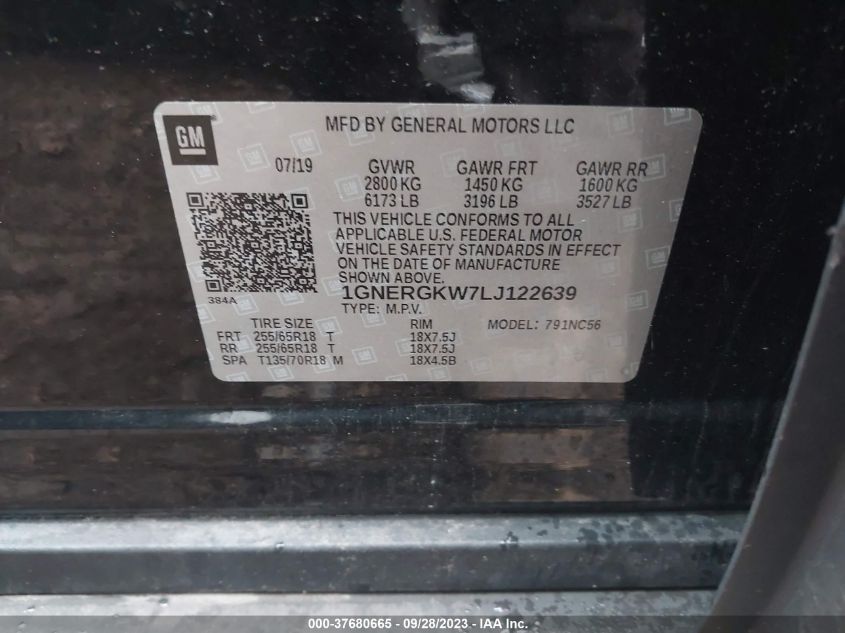 GM
MFD BY GENERAL MOTORS LLC
07/19 GVWR GAWR FRT GAWR RR
2800 KG 1450 KG 1600 KG
6173 LB 3196 LB 3527 LB
THIS VEHICLE CONFORMS TO ALL
APPLICABLE U.S. FEDERAL MOTOR
VEHICLE SAFETY STANDARDS IN EFFECT
ON THE DATE OF MANUFACTURE
SHOWN ABOVE.
384A
1GNERGKW7LJ122639
TYPE: M.P.V.
TIRE SIZE RIM MODEL: 791NC56
FRT 255/65R18 T 18X7.5J
RR 255/65R18 T 18X7.5J
SPA T135/70R18 M 18X4.5B
000-37680665 - 09/28/2023 - © IAA Holdings, LLC